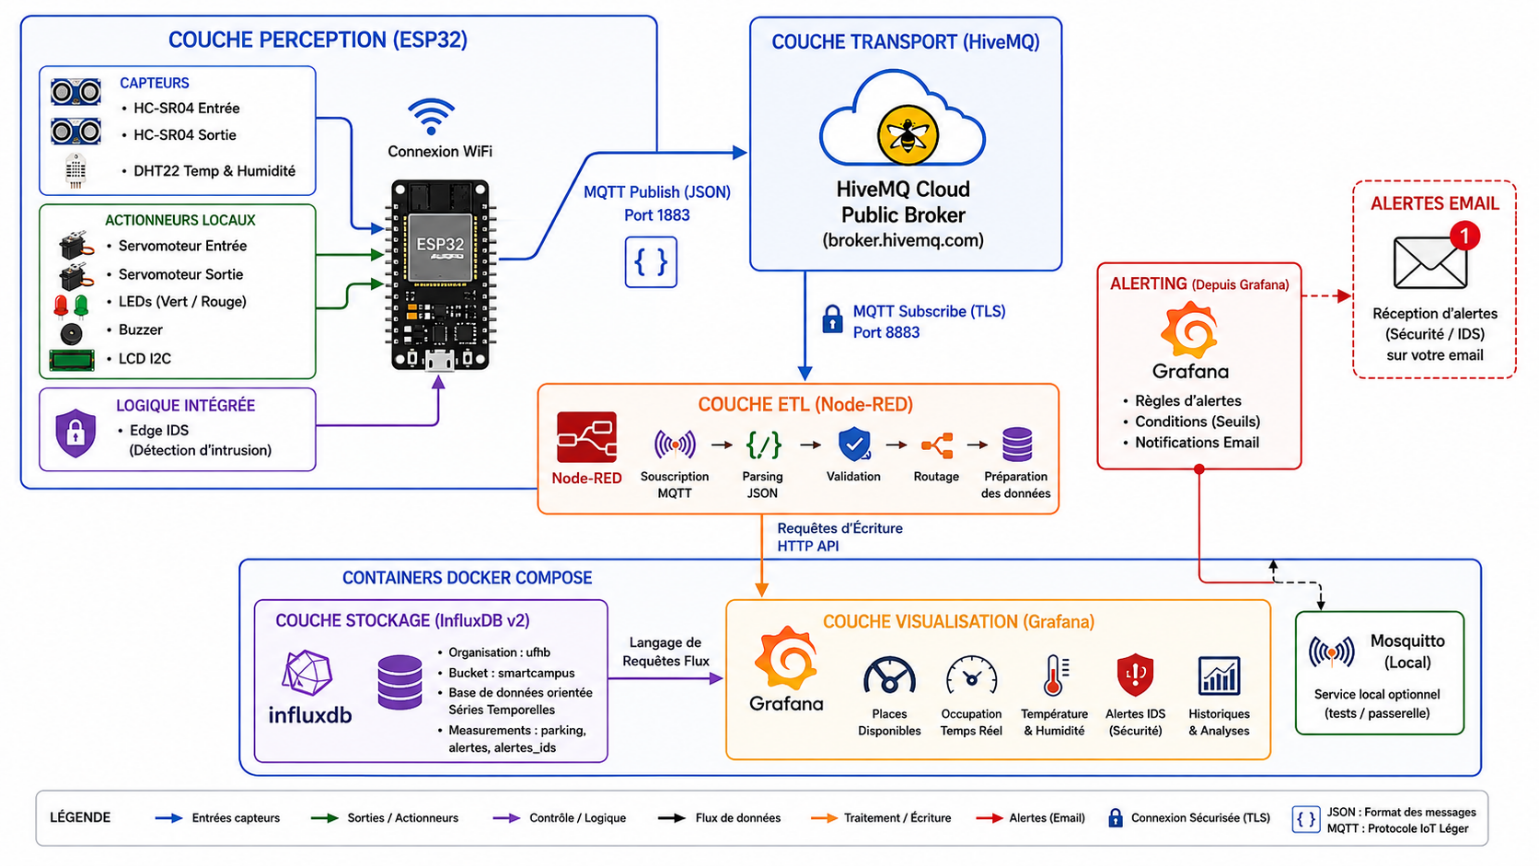 COUCHE PERCEPTION (ESP32)
CAPTEURS
• HC-SR04 Entrée
• HC-SR04 Sortie
• DHT22 Temp & Humidité
ACTIONNEURS LOCAUX
• Servomoteur Entrée
• Servomoteur Sortie
• LEDs (Vert / Rouge)
• Buzzer
• LCD I2C
LOGIQUE INTÉGRÉE
• Edge IDS
(Détection d'intrusion)
Connexion WiFi
ESP32
MQTT Publish (JSON)
Port 1883
{ }
COUCHE TRANSPORT (HiveMQ)
HiveMQ Cloud
Public Broker
(broker.hivemq.com)
MQTT Subscribe (TLS)
Port 8883
ALERTING (Depuis Grafana)
Grafana
• Règles d'alertes
• Conditions (Seuils)
• Notifications Email
ALERTES EMAIL
1
Réception d'alertes
(Sécurité / IDS)
sur votre email
COUCHE ETL (Node-RED)
Node-RED
Souscription
MQTT
{/}
Parsing
JSON
Validation
Routage
Préparation
des données
Requêtes d'Écriture
HTTP API
CONTAINERS DOCKER COMPOSE
COUCHE STOCKAGE (InfluxDB v2)
influxdb
• Organisation : ufhb
• Bucket : smartcampus
• Base de données orientée
Séries Temporelles
• Measurements : parking,
alertes, alertes_ids
Langage de
Requêtes Flux
COUCHE VISUALISATION (Grafana)
Grafana
Places
Disponibles
Occupation
Temps Réel
Température
& Humidité
Alertes IDS
(Sécurité)
Historiques
& Analyses
Mosquitto
(Local)
Service local optionnel
(tests / passerelle)
LÉGENDE
Entrées capteurs
Sorties / Actionneurs
Contrôle / Logique
Flux de données
Traitement / Écriture
Alertes (Email)
Connexion Sécurisée (TLS)
{ }
JSON : Format des messages
MQTT : Protocole IoT Léger